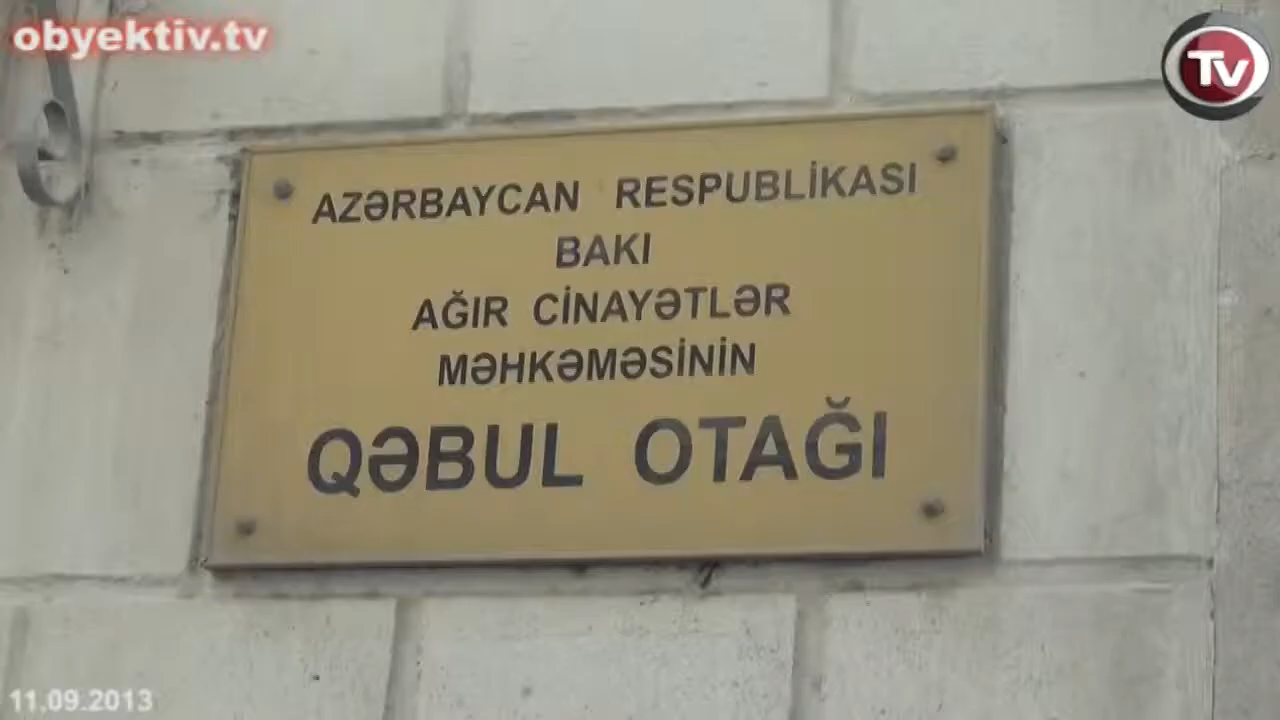 obyektiv.tv
TV
AZƏRBAYCAN RESPUBLİKASI
BAKI
AĞIR CİNAYƏTLƏR
MƏHKƏMƏSİNİN
QƏBUL OTAĞI
11.09.2013